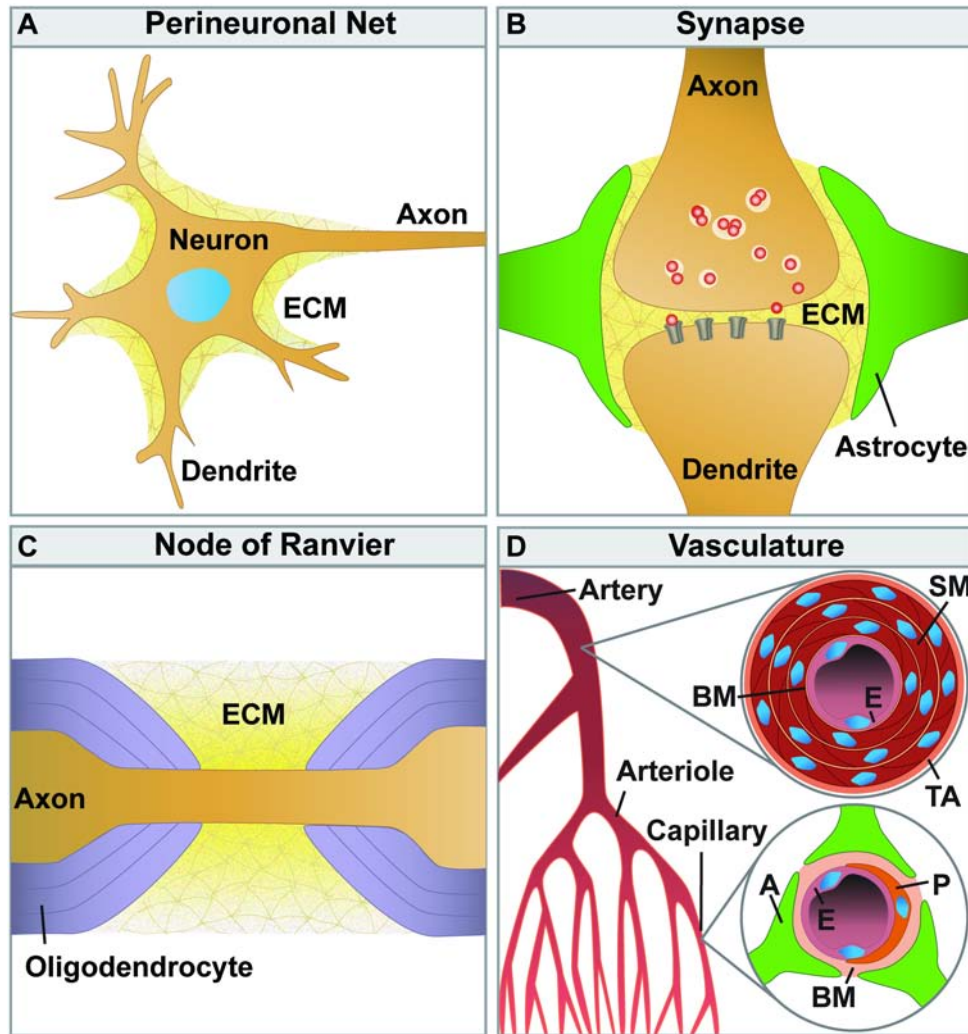 A Perineuronal Net
Axon
Neuron
ECM
Dendrite
B Synapse
Axon
ECM
Astrocyte
Dendrite
C Node of Ranvier
ECM
Axon
Oligodendrocyte
D Vasculature
Artery
SM
BM
E
Arteriole
TA
Capillary
A
P
E
BM